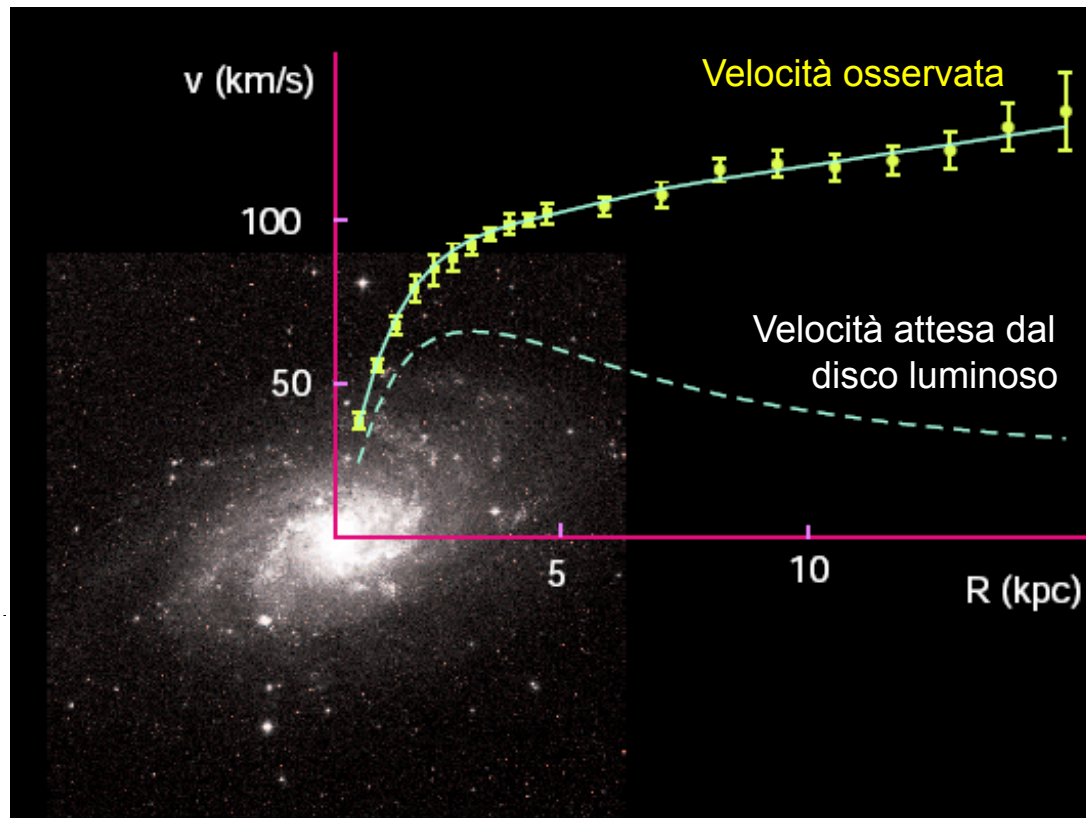 v (km/s)
Velocità osservata
100
Velocità attesa dal
disco luminoso
50
5
10
R (kpc)